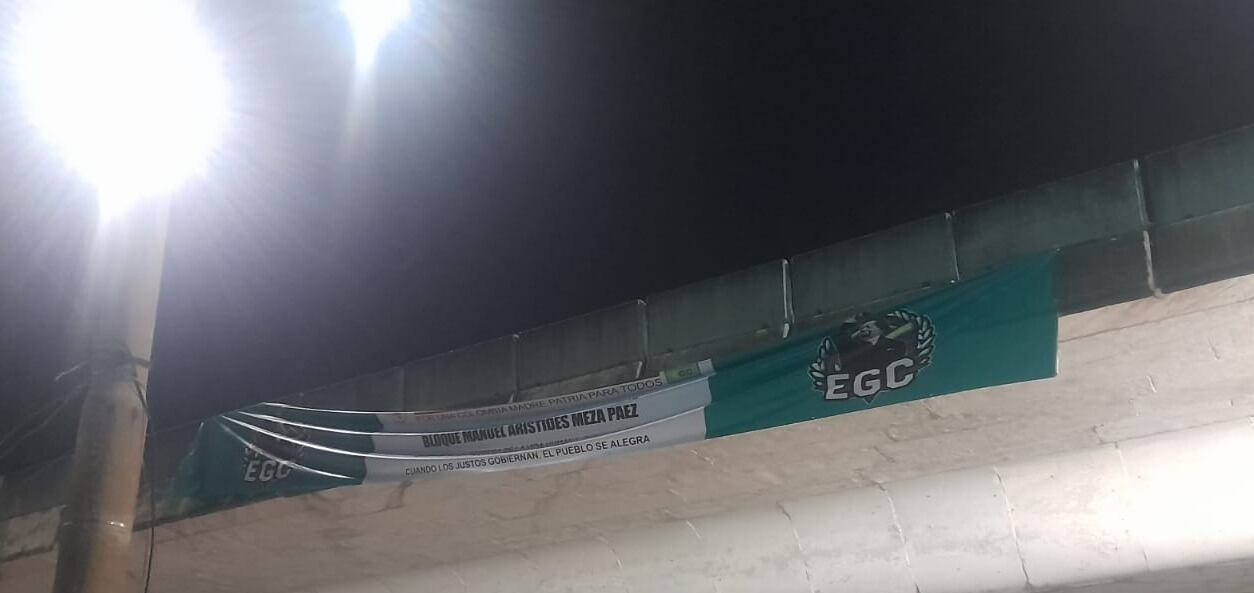 POR UNA COLOMBIA MADRE PATRIA PARA TODOS
BLOQUE MANUEL ARISTIDES MEZA PAEZ
CUANDO LOS JUSTOS GOBIERNAN, EL PUEBLO SE ALEGRA
EGC
EGC